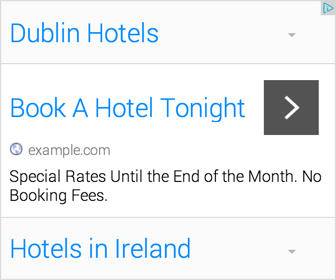 Dublin Hotels
Book A Hotel Tonight
example.com
Special Rates Until the End of the Month. No
Booking Fees.
Hotels in Ireland